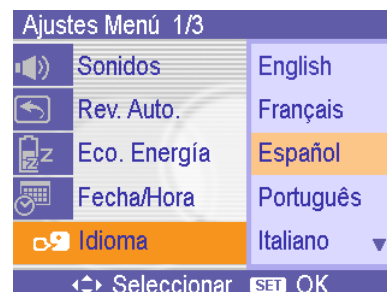 Ajustes Menú 1/3
Sonidos
English
Rev. Auto.
Français
Eco. Energía
Español
Fecha/Hora
Português
Idioma
Italiano
Seleccionar SET OK